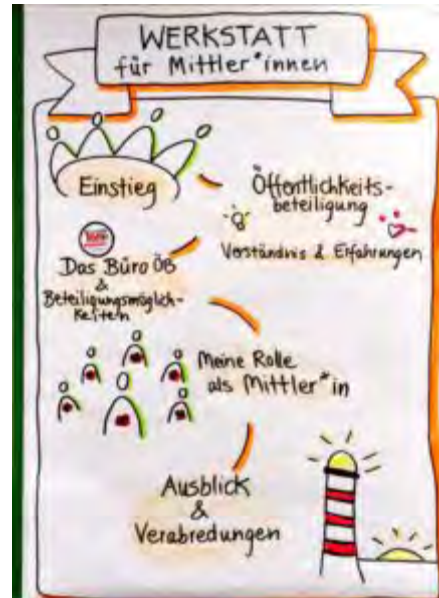 WERKSTATT
für Mittler*innen
Einstieg
Öffentlichkeits-
beteiligung
Verständnis & Erfahrungen
Das Büro ÖB
&
Beteiligungsmöglich-
keiten
Meine Rolle
als Mittler*in
Ausblick
&
Verabredungen